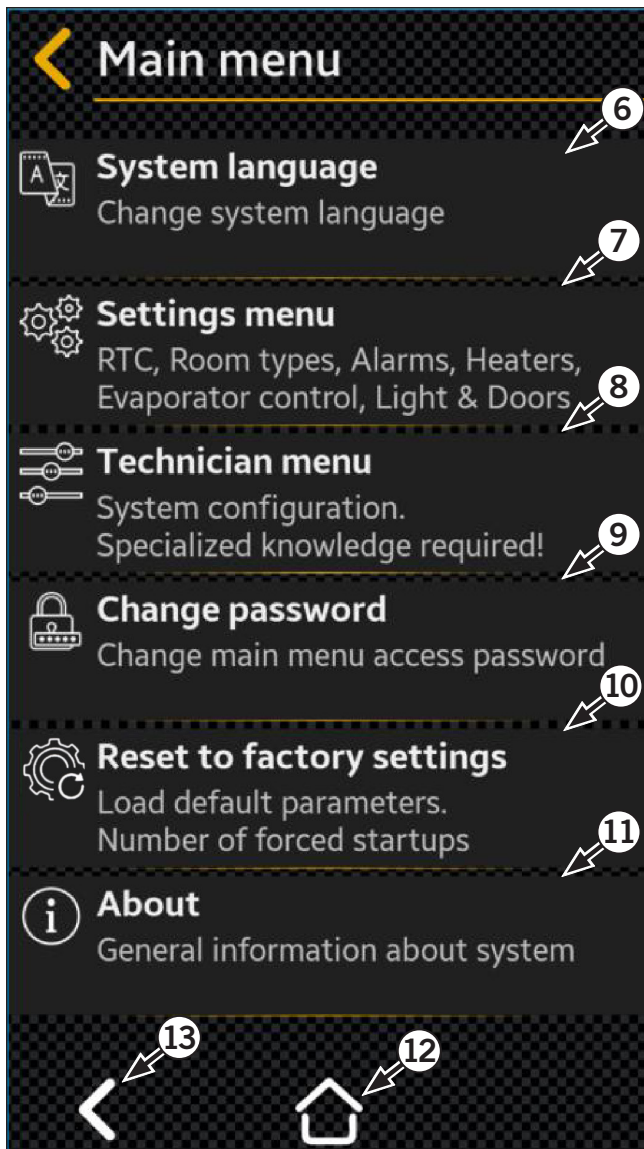 Main menu
6
System language
Change system language
7
Settings menu
RTC, Room types, Alarms, Heaters,
Evaporator control, Light & Doors
8
Technician menu
System configuration.
Specialized knowledge required!
9
Change password
Change main menu access password
10
Reset to factory settings
Load default parameters.
Number of forced startups
11
About
General information about system
13
12